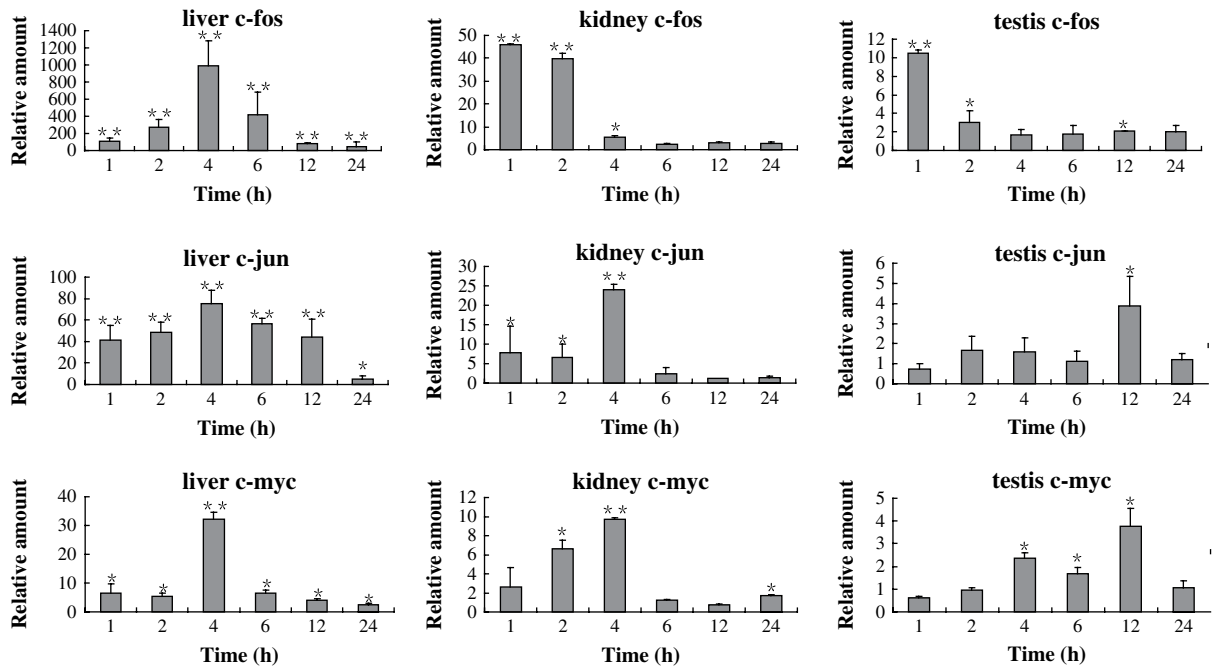 liver c-fos
Relative amount
1400
1200
1000
800
600
400
200
0
** ** ** ** ** **
1 2 4 6 12 24
Time (h)
kidney c-fos
Relative amount
50
40
30
20
10
0
** ** *
1 2 4 6 12 24
Time (h)
testis c-fos
Relative amount
12
10
8
6
4
2
0
** * *
1 2 4 6 12 24
Time (h)
liver c-jun
Relative amount
100
80
60
40
20
0
** ** ** ** ** *
1 2 4 6 12 24
Time (h)
kidney c-jun
Relative amount
30
25
20
15
10
5
0
* * **
1 2 4 6 12 24
Time (h)
testis c-jun
Relative amount
6
5
4
3
2
1
0
*
1 2 4 6 12 24
Time (h)
liver c-myc
Relative amount
40
30
20
10
0
* * ** * * *
1 2 4 6 12 24
Time (h)
kidney c-myc
Relative amount
12
10
8
6
4
2
0
* ** *
1 2 4 6 12 24
Time (h)
testis c-myc
Relative amount
5
4
3
2
1
0
* * *
1 2 4 6 12 24
Time (h)